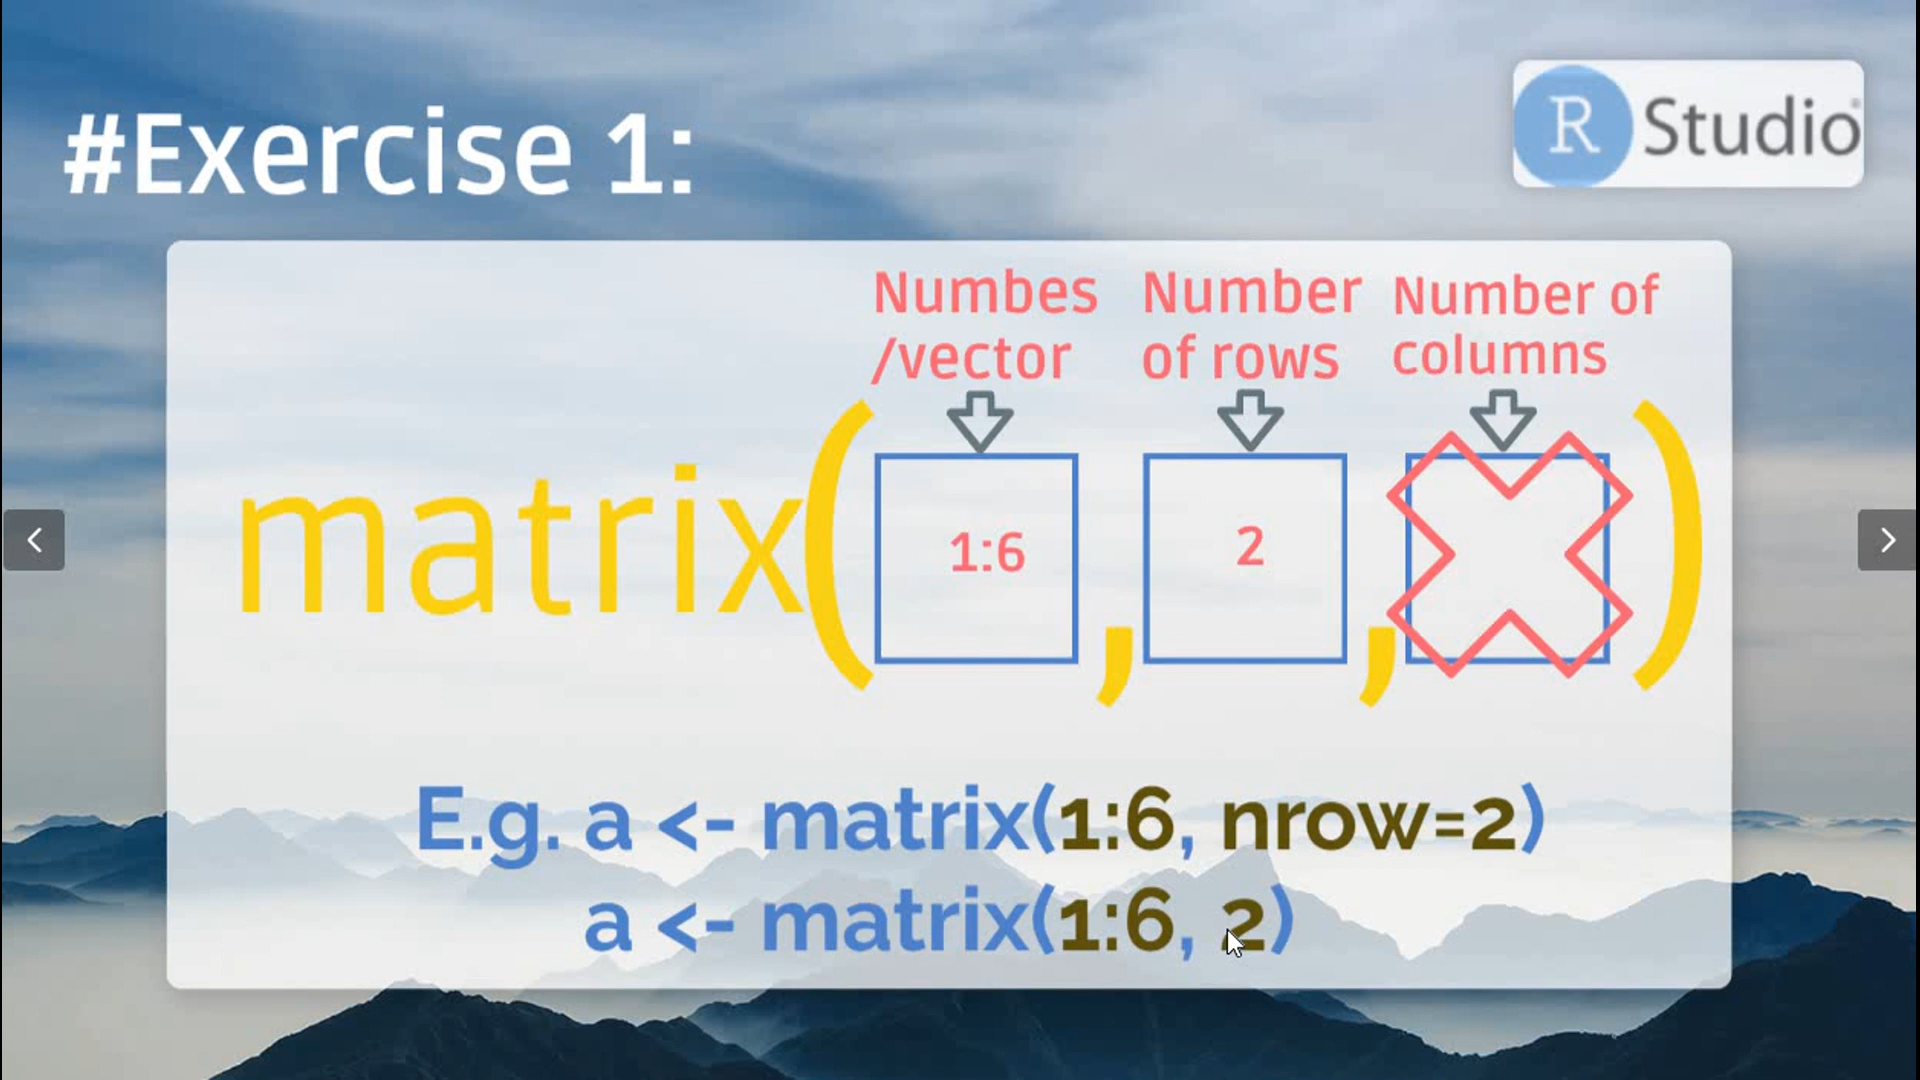 #Exercise 1:
R Studio
Numbes
/vector
Number
of rows
Number of
columns
matrix(1:6, 2, )
E.g. a <- matrix(1:6, nrow=2)
a <- matrix(1:6, 2)